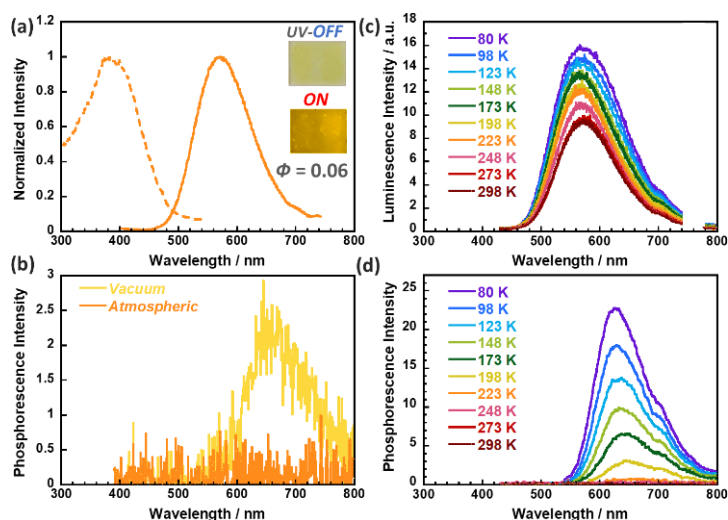 (a)
UV-OFF
ON
Φ = 0.06
Normalized Intensity
1.2
1
0.8
0.6
0.4
0.2
0
300 400 500 600 700 800
Wavelength / nm
(c)
80 K
98 K
123 K
148 K
173 K
198 K
223 K
248 K
273 K
298 K
Luminescence Intensity / a.u.
18
16
14
12
10
8
6
4
2
0
300 400 500 600 700 800
Wavelength / nm
(b)
Vacuum
Atmospheric
Phosphorescence Intensity
3
2.5
2
1.5
1
0.5
0
300 400 500 600 700 800
Wavelength / nm
(d)
80 K
98 K
123 K
148 K
173 K
198 K
223 K
248 K
273 K
298 K
Phosphorescence Intensity
25
20
15
10
5
0
300 400 500 600 700 800
Wavelength / nm